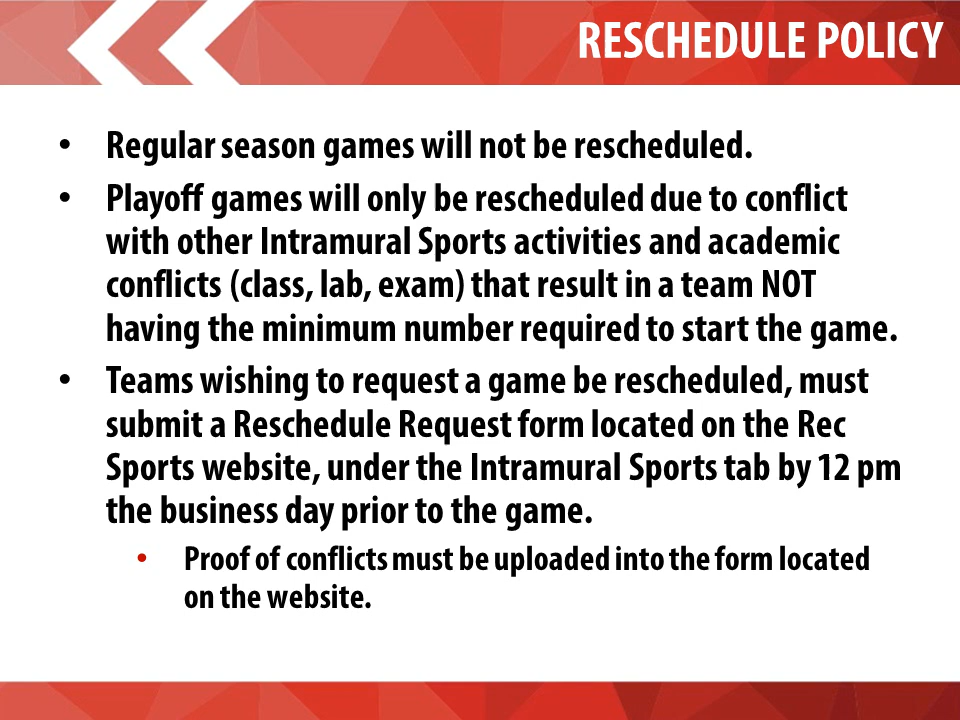 RESCHEDULE POLICY
• Regular season games will not be rescheduled.
• Playoff games will only be rescheduled due to conflict
with other Intramural Sports activities and academic
conflicts (class, lab, exam) that result in a team NOT
having the minimum number required to start the game.
• Teams wishing to request a game be rescheduled, must
submit a Reschedule Request form located on the Rec
Sports website, under the Intramural Sports tab by 12 pm
the business day prior to the game.
• Proof of conflicts must be uploaded into the form located
on the website.